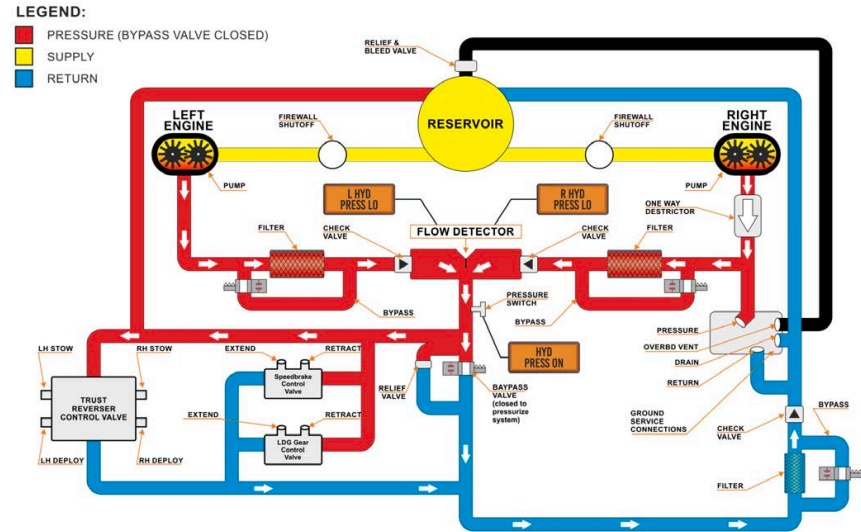 LEGEND:
PRESSURE (BYPASS VALVE CLOSED)
SUPPLY
RETURN
RELIEF &
BLEED VALVE
LEFT
ENGINE
FIREWALL
SHUTOFF
RESERVOIR
FIREWALL
SHUTOFF
RIGHT
ENGINE
PUMP
PUMP
L HYD
PRESS LO
R HYD
PRESS LO
ONE WAY
DESTRICTOR
FILTER
CHECK
VALVE
FLOW DETECTOR
CHECK
VALVE
FILTER
BYPASS
PRESSURE
SWITCH
BYPASS
PRESSURE
OVERBD VENT
DRAIN
RETURN
HYD
PRESS ON
LH STOW
RH STOW
EXTEND
RETRACT
Speedbrake
Control
Valve
RELIEF
VALVE
BAYPASS
VALVE
(closed to
pressurize
system)
TRUST
REVERSER
CONTROL VALVE
EXTEND
RETRACT
LDG Gear
Control
Valve
GROUND
SERVICE
CONNECTIONS
CHECK
VALVE
BYPASS
LH DEPLOY
RH DEPLOY
FILTER